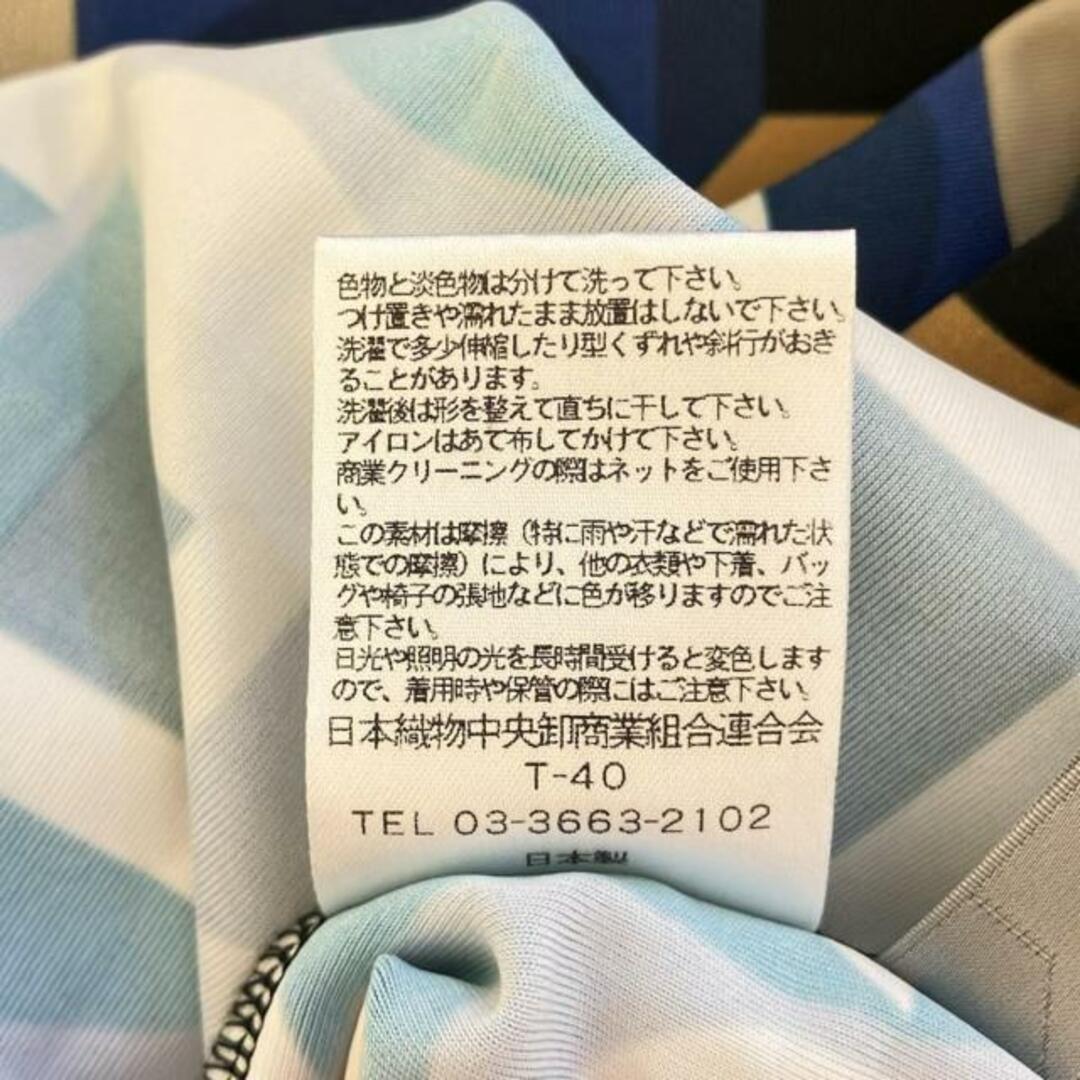 色物と淡色物は分けて洗って下さい。
つけ置きや濡れたまま放置はしないで下さい。
洗濯で多少伸縮したり型くずれや斜行がおき
ることがあります。
洗濯後は形を整えて直ちに干して下さい。
アイロンはあて布してかけて下さい。
商業クリーニングの際はネットをご使用下さ
い。
この素材は摩擦（特に雨や汗などで濡れた状
態での摩擦）により、他の衣類や下着、バッ
グや椅子の張地などに色が移りますのでご注
意下さい。
日光や照明の光を長時間受けると変色します
ので、着用時や保管の際にはご注意下さい。
日本織物中央卸商業組合連合会
T-40
TEL 03-3663-2102
日本製